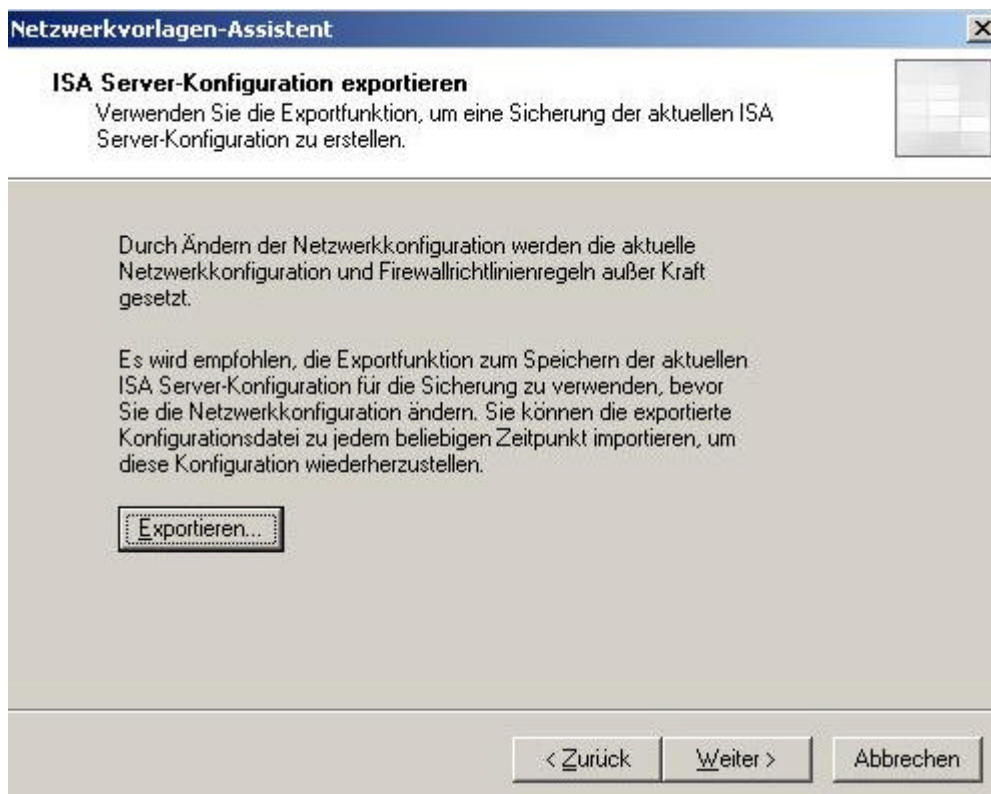 Netzwerkvorlagen-Assistent
ISA Server-Konfiguration exportieren
Verwenden Sie die Exportfunktion, um eine Sicherung der aktuellen ISA
Server-Konfiguration zu erstellen.
Durch Ändern der Netzwerkkonfiguration werden die aktuelle
Netzwerkkonfiguration und Firewallrichtlinienregeln außer Kraft
gesetzt.
Es wird empfohlen, die Exportfunktion zum Speichern der aktuellen
ISA Server-Konfiguration für die Sicherung zu verwenden, bevor
Sie die Netzwerkkonfiguration ändern. Sie können die exportierte
Konfigurationsdatei zu jedem beliebigen Zeitpunkt importieren, um
diese Konfiguration wiederherzustellen.
Exportieren...
< Zurück Weiter > Abbrechen